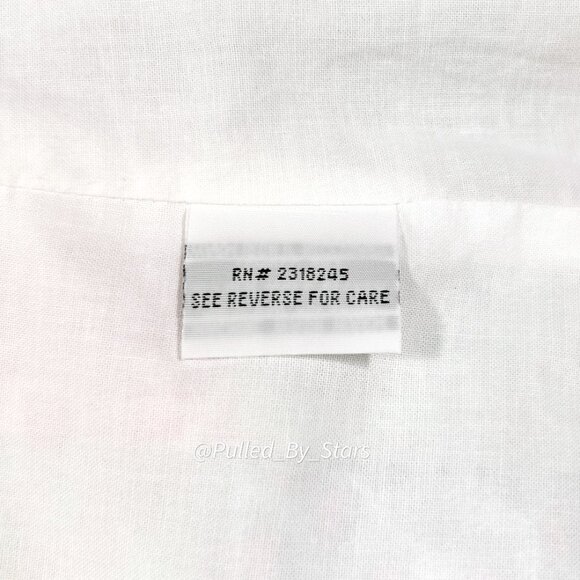 RN# 2318245
SEE REVERSE FOR CARE
@Pulled_By_Stars